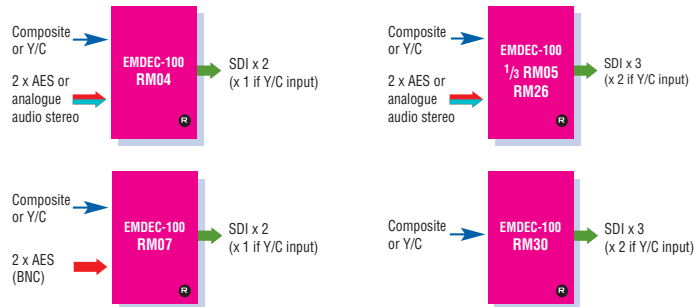 Composite
or Y/C
2 x AES or
analogue
audio stereo
EMDEC-100
RM04
R
SDI x 2
(x 1 if Y/C input)
Composite
or Y/C
2 x AES or
analogue
audio stereo
EMDEC-100
1/3 RM05
RM26
R
SDI x 3
(x 2 if Y/C input)
Composite
or Y/C
2 x AES
(BNC)
EMDEC-100
RM07
R
SDI x 2
(x 1 if Y/C input)
Composite
or Y/C
EMDEC-100
RM30
R
SDI x 3
(x 2 if Y/C input)